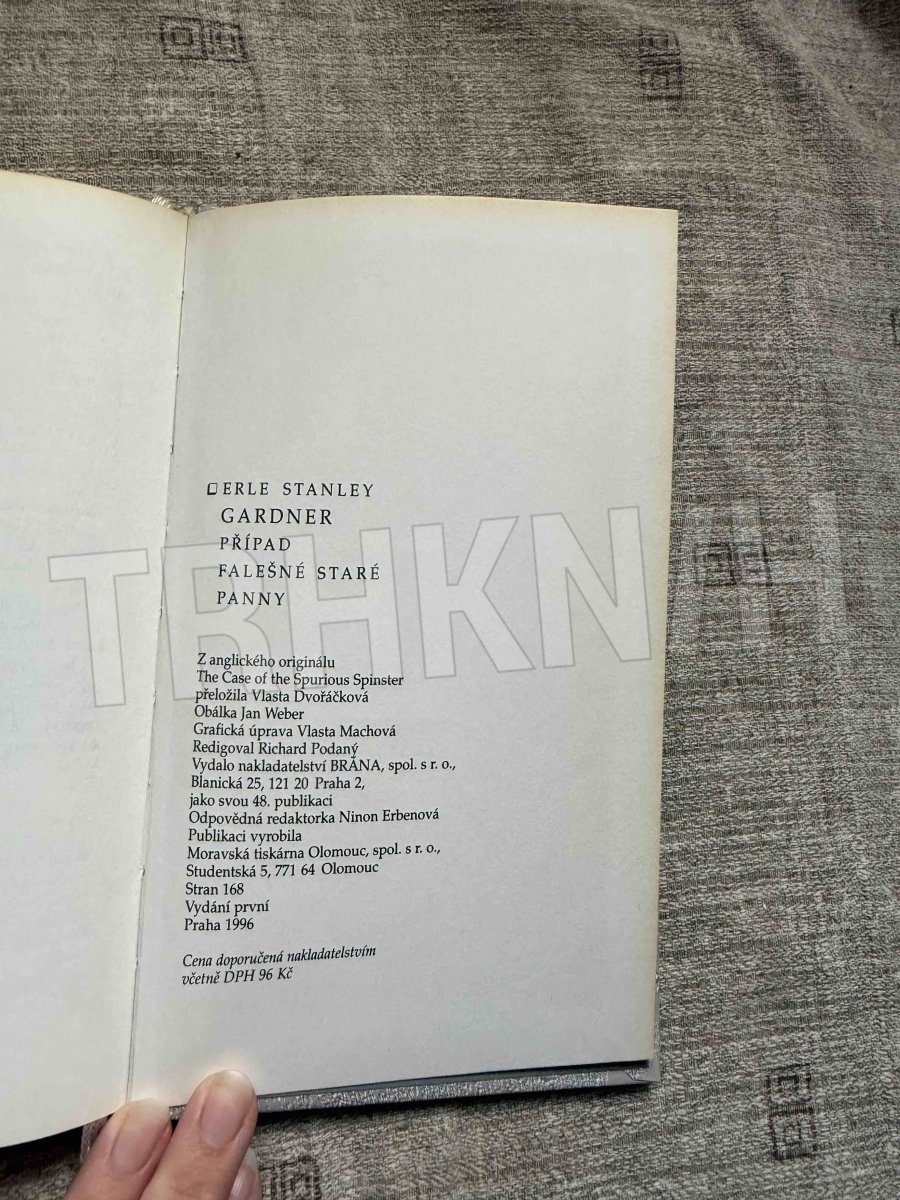 ERLE STANLEY
GARDNER
PŘÍPAD
FALEŠNÉ STARÉ
PANNY
Z anglického originálu
The Case of the Spurious Spinster
přeložila Vlasta Dvořáčková
Obálka Jan Weber
Grafická úprava Vlasta Machová
Redigoval Richard Podaný
Vydalo nakladatelství BRÁNA, spol. s r. o.,
Blanická 25, 121 20 Praha 2,
jako svou 48. publikaci
Odpovědná redaktorka Ninon Erbenová
Publikaci vyrobila
Moravská tiskárna Olomouc, spol. s r. o.,
Studentská 5, 771 64 Olomouc
Stran 168
Vydání první
Praha 1996
Cena doporučená nakladatelstvím
včetně DPH 96 Kč